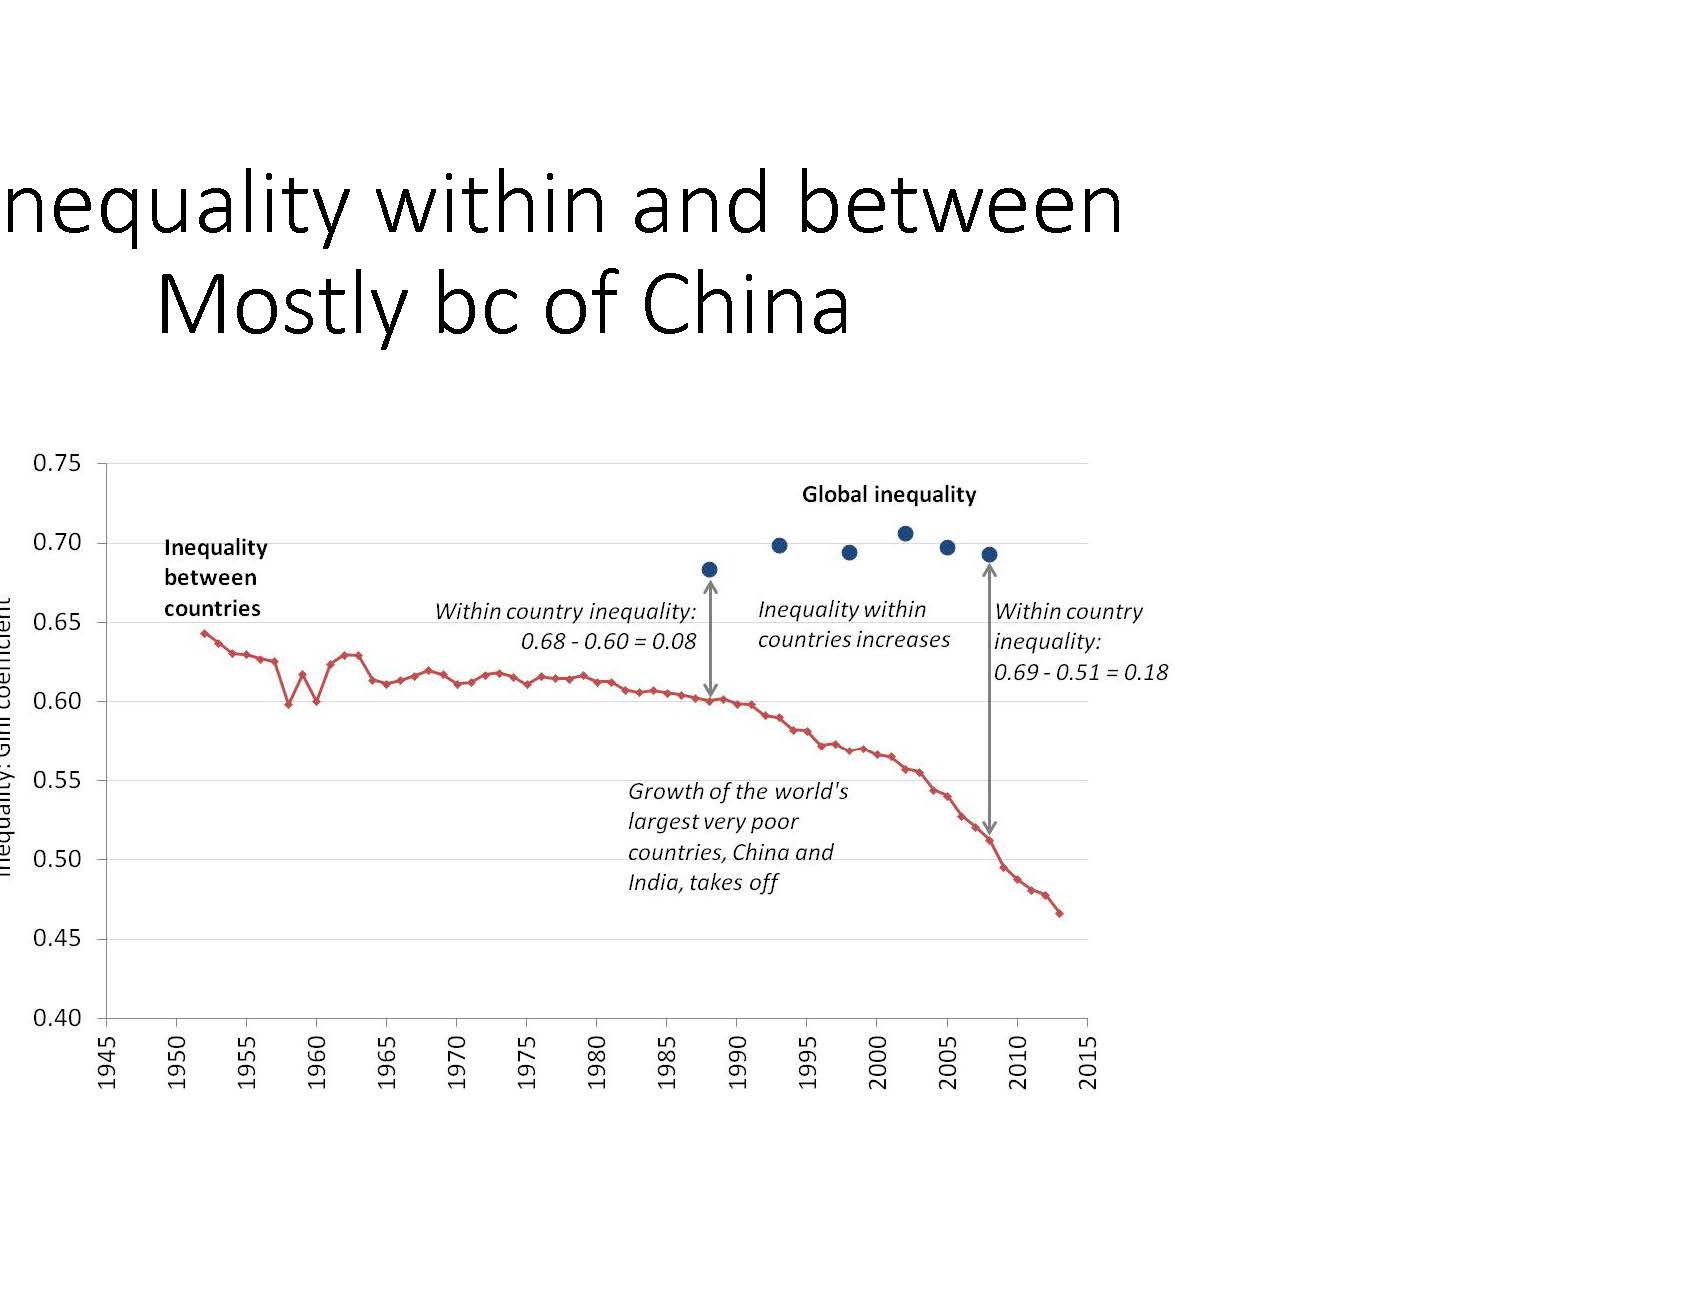 nequality within and between
Mostly bc of China
0.75
0.70
0.65
0.60
0.55
0.50
0.45
0.40
Inequality: Gini coefficient
Global inequality
Inequality
between
countries
Within country inequality:
0.68 - 0.60 = 0.08
Inequality within
countries increases
Within country
inequality:
0.69 - 0.51 = 0.18
Growth of the world's
largest very poor
countries, China and
India, takes off
1945
1950
1955
1960
1965
1970
1975
1980
1985
1990
1995
2000
2005
2010
2015